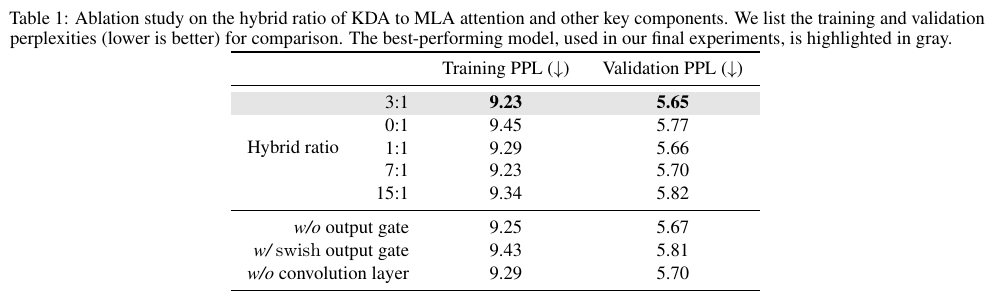 Table 1: Ablation study on the hybrid ratio of KDA to MLA attention and other key components. We list the training and validation
perplexities (lower is better) for comparison. The best-performing model, used in our final experiments, is highlighted in gray.
Training PPL (↓) Validation PPL (↓)
3:1 9.23 5.65
0:1 9.45 5.77
Hybrid ratio 1:1 9.29 5.66
7:1 9.23 5.70
15:1 9.34 5.82
w/o output gate 9.25 5.67
w/ swish output gate 9.43 5.81
w/o convolution layer 9.29 5.70